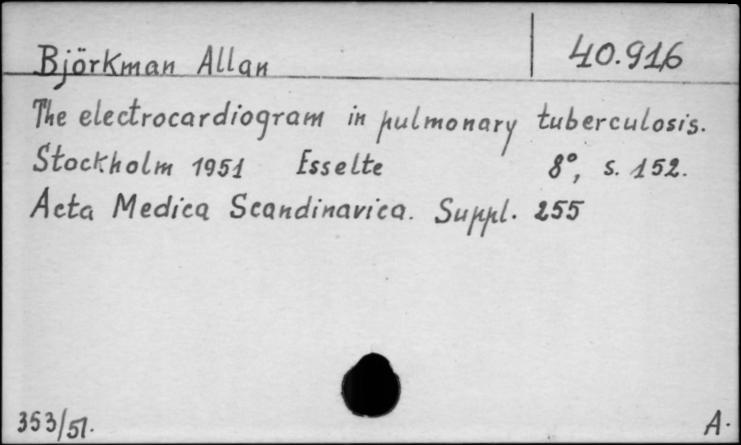 Björkman Allan 40.916
The electrocardiogram in pulmonary tuberculosis.
Stockholm 1951 Esselte 8°, s. 152.
Acta Medica Scandinavica. Suppl. 255
353/51. A.